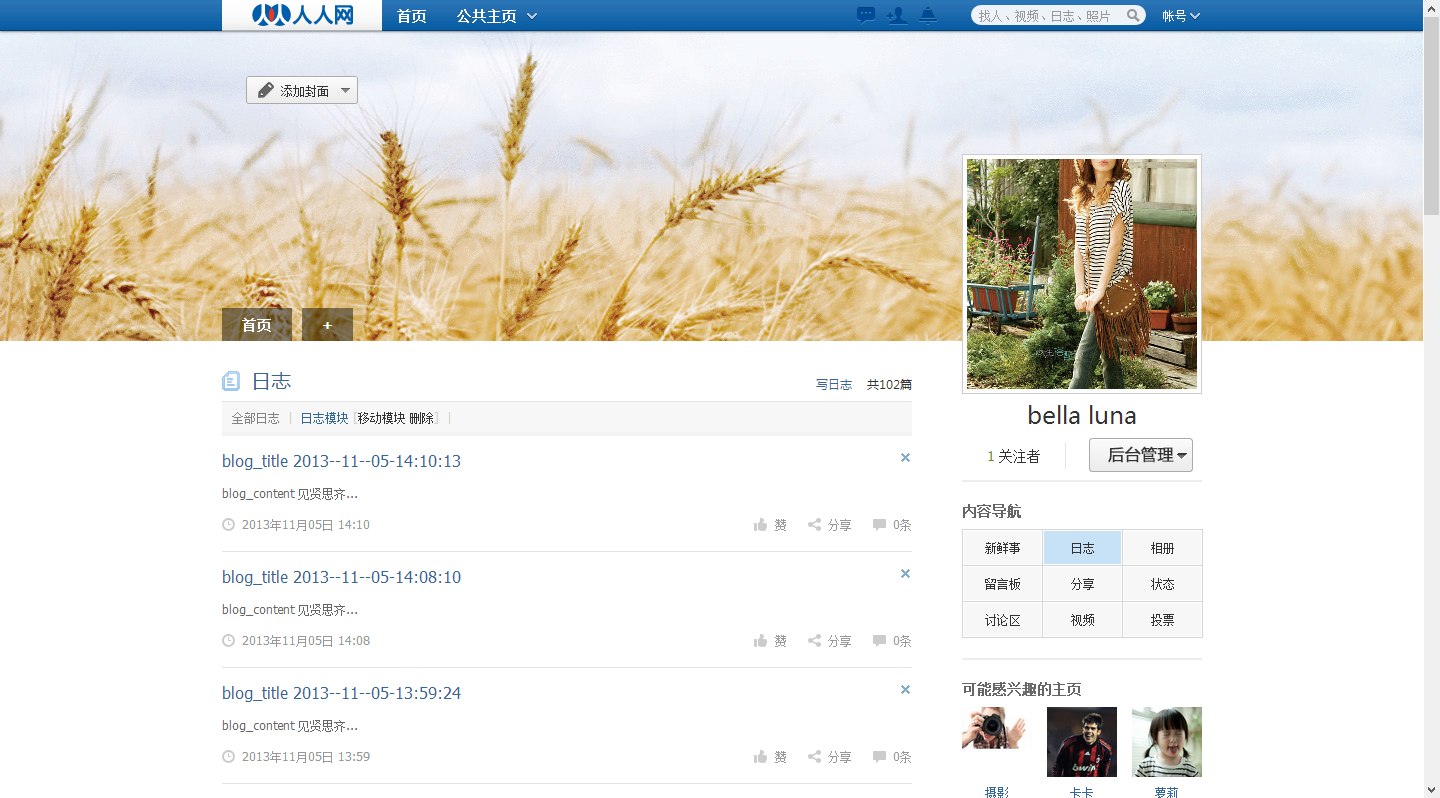 人人网 首页 公共主页 找人、视频、日志、照片 帐号
添加封面
首页 +
日志 写日志 共102篇
全部日志 | 日志模块 [移动模块 删除] |
blog_title 2013--11--05-14:10:13
blog_content 见贤思齐...
2013年11月05日 14:10 赞 分享 0条
blog_title 2013--11--05-14:08:10
blog_content 见贤思齐...
2013年11月05日 14:08 赞 分享 0条
blog_title 2013--11--05-13:59:24
blog_content 见贤思齐...
2013年11月05日 13:59 赞 分享 0条
bella luna
1 关注者 后台管理
内容导航
新鲜事 日志 相册
留言板 分享 状态
讨论区 视频 投票
可能感兴趣的主页
摄影 卡卡 萝莉